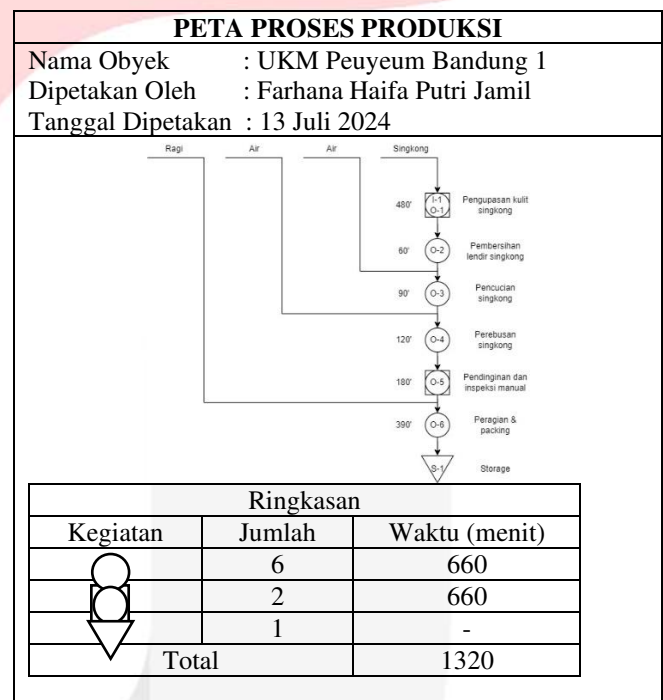 PETA PROSES PRODUKSI
Nama Obyek : UKM Peuyeum Bandung 1
Dipetakan Oleh : Farhana Haifa Putri Jamil
Tanggal Dipetakan : 13 Juli 2024
Ragi Air Air Singkong
480' I-1 O-1 Pengupasan kulit
singkong
60' O-2 Pembersihan
lendir singkong
90' O-3 Pencucian
singkong
120' O-4 Perebusan
singkong
180' O-5 Pendinginan dan
inspeksi manual
390' O-6 Peragian &
packing
S-1 Storage
Ringkasan
Kegiatan Jumlah Waktu (menit)
6 660
2 660
1 -
Total 1320